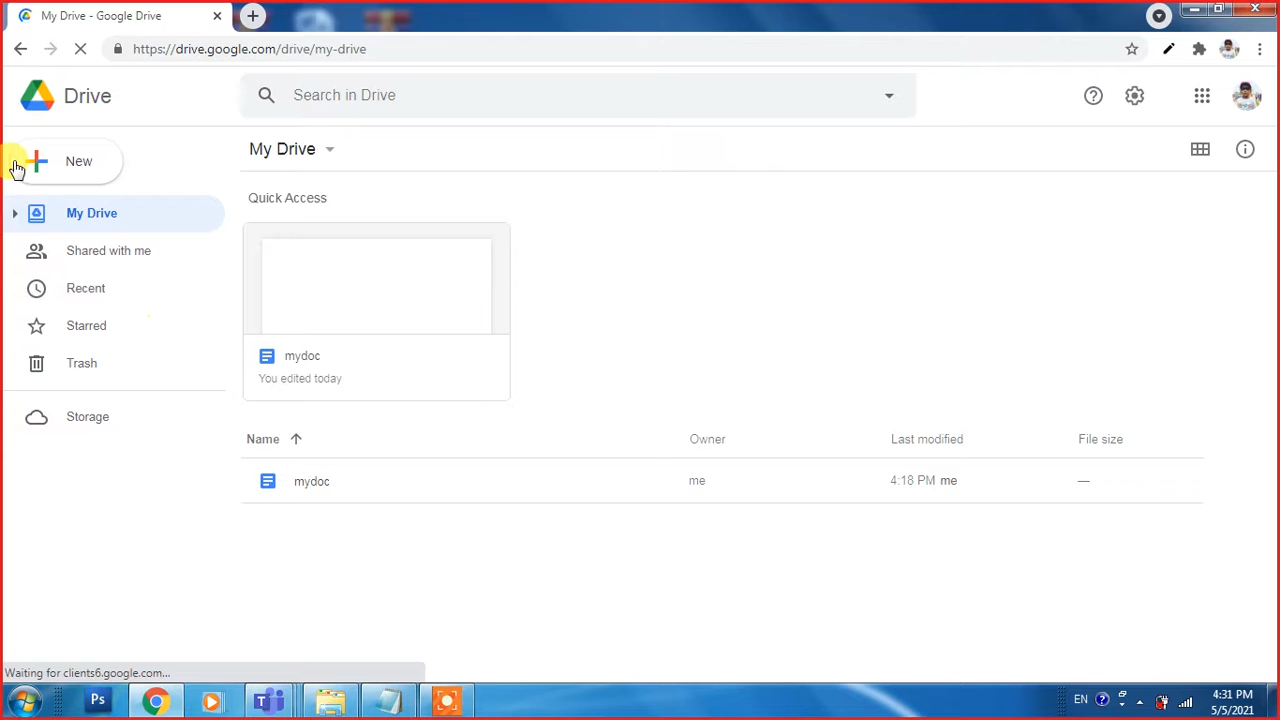 My Drive - Google Drive
https://drive.google.com/drive/my-drive
Drive
Search in Drive
New
My Drive
My Drive
Shared with me
Recent
Starred
Trash
Storage
Quick Access
mydoc
You edited today
Name
Owner
Last modified
File size
mydoc
me
4:18 PM me
—
Waiting for clients6.google.com...
Ps
EN
4:31 PM
5/5/2021